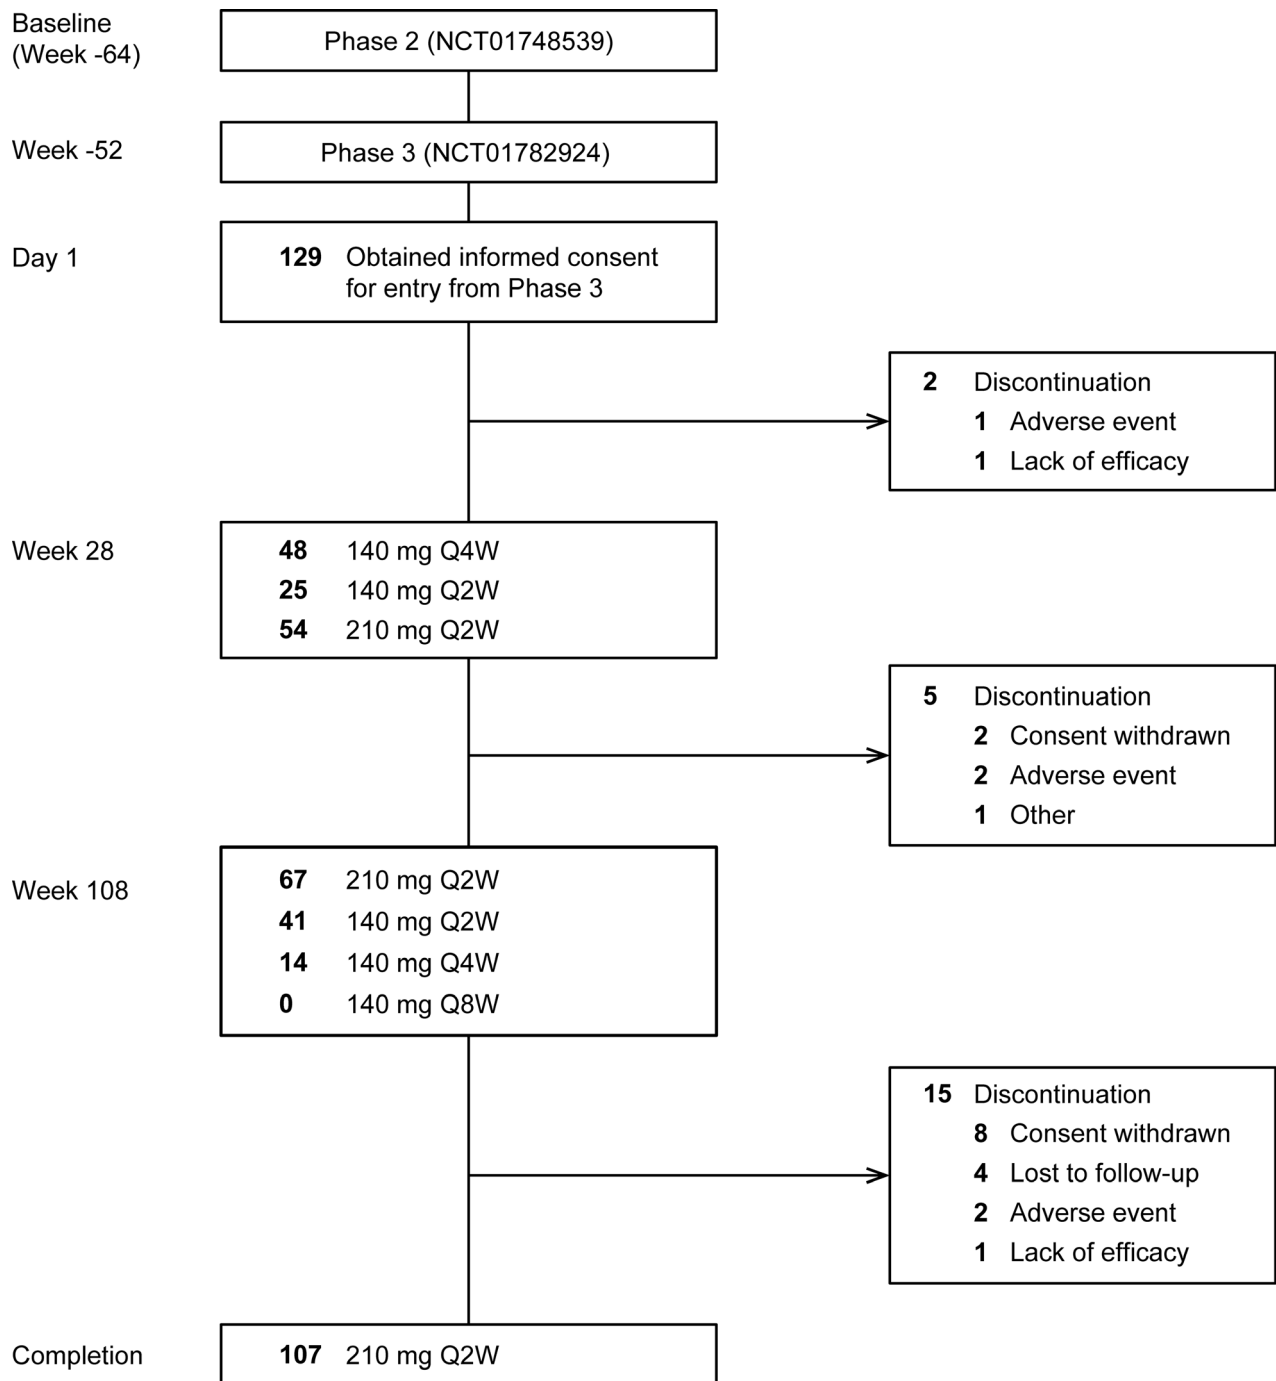 Baseline
(Week -64)
Phase 2 (NCT01748539)
Week -52
Phase 3 (NCT01782924)
Day 1
129 Obtained informed consent
for entry from Phase 3
2 Discontinuation
1 Adverse event
1 Lack of efficacy
Week 28
48 140 mg Q4W
25 140 mg Q2W
54 210 mg Q2W
5 Discontinuation
2 Consent withdrawn
2 Adverse event
1 Other
Week 108
67 210 mg Q2W
41 140 mg Q2W
14 140 mg Q4W
0 140 mg Q8W
15 Discontinuation
8 Consent withdrawn
4 Lost to follow-up
2 Adverse event
1 Lack of efficacy
Completion
107 210 mg Q2W